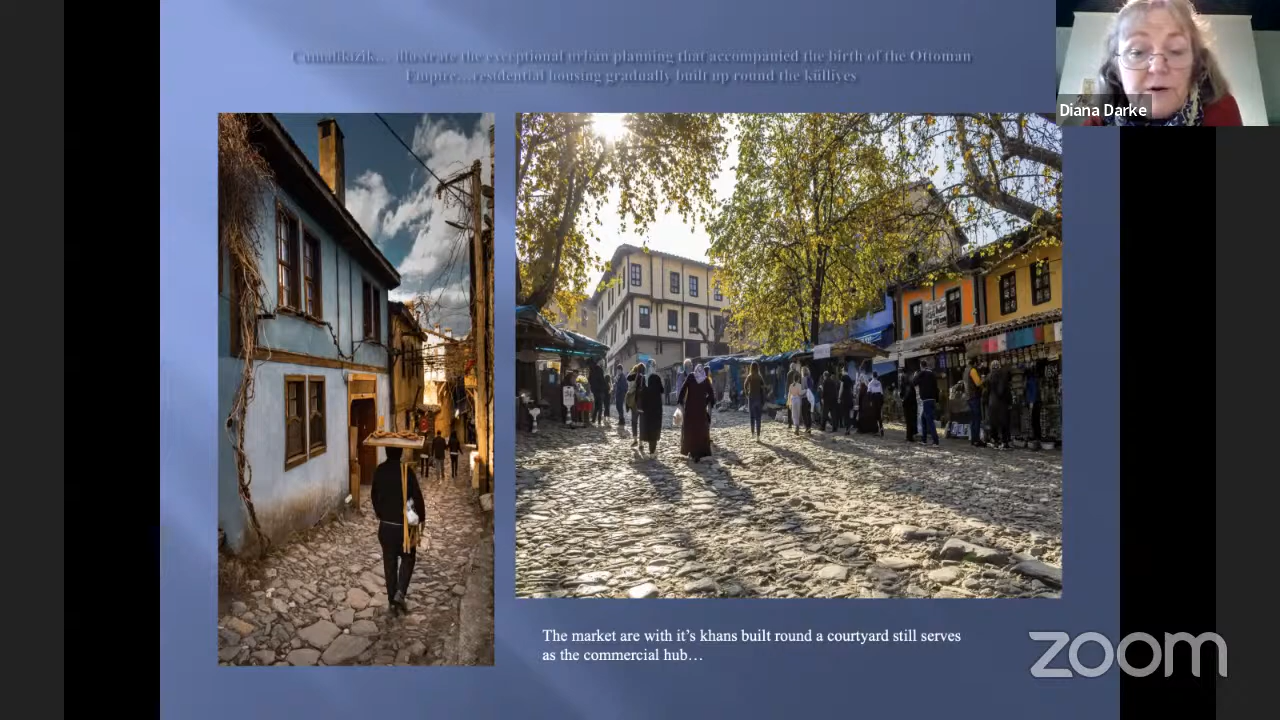 Cumalikizik… illustrate the exceptional urban planning that accompanied the birth of the Ottoman
Empire…residential housing gradually built up round the külliyes
Diana Darke
The market are with it’s khans built round a courtyard still serves
as the commercial hub…
zoom